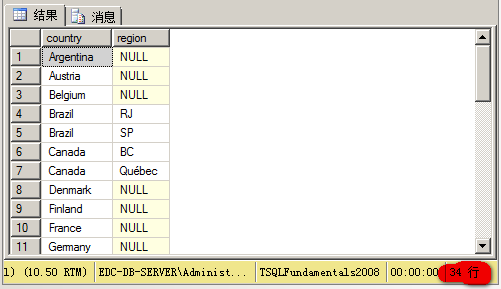 结果 消息
country region
1 Argentina NULL
2 Austria NULL
3 Belgium NULL
4 Brazil RJ
5 Brazil SP
6 Canada BC
7 Canada Québec
8 Denmark NULL
9 Finland NULL
10 France NULL
11 Germany NULL
1) (10.50 RTM) EDC-DB-SERVER\Administ... TSQLFundamentals2008 00:00:00 34 行